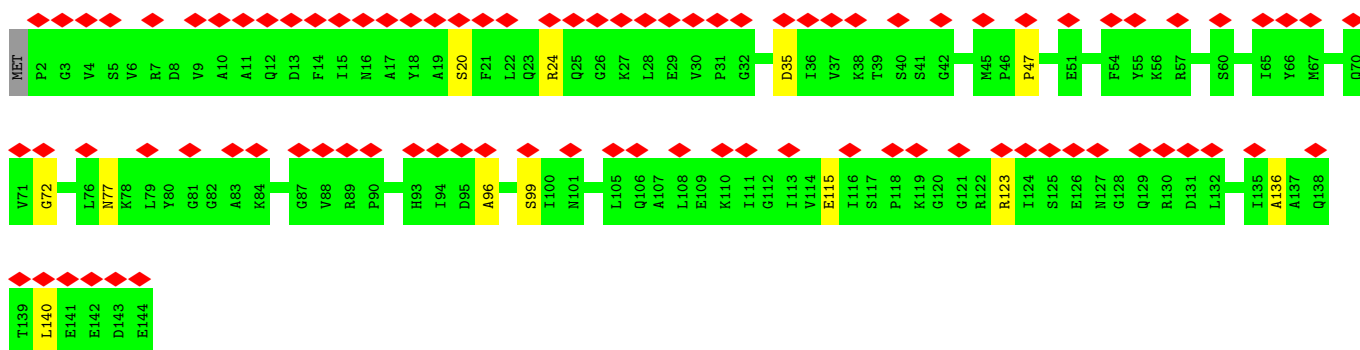 MET P2 G3 V4 S5 V6 R7 D8 V9 A10 A11 Q12 D13 F14 I15 N16 A17 Y18 A19 S20 F21 L22 Q23 R24 Q25 G26 K27 L28 E29 V30 P31 G32 D35 I36 V37 K38 T39 S40 S41 G42 M45 P46 P47 E51 F54 Y55 K56 R57 S60 I65 Y66 M67 Q70
V71 G72 L76 N77 K78 L79 Y80 G81 G82 A83 K84 G87 V88 R89 P90 H93 I94 D95 A96 S99 I100 N101 L105 Q106 A107 L108 E109 K110 I111 G112 I113 V114 E115 I116 S117 P118 K119 G120 G121 R122 R123 I124 S125 E126 N127 G128 Q129 R130 D131 L132 I135 A136 A137 Q138
T139 L140 E141 E142 D143 E144